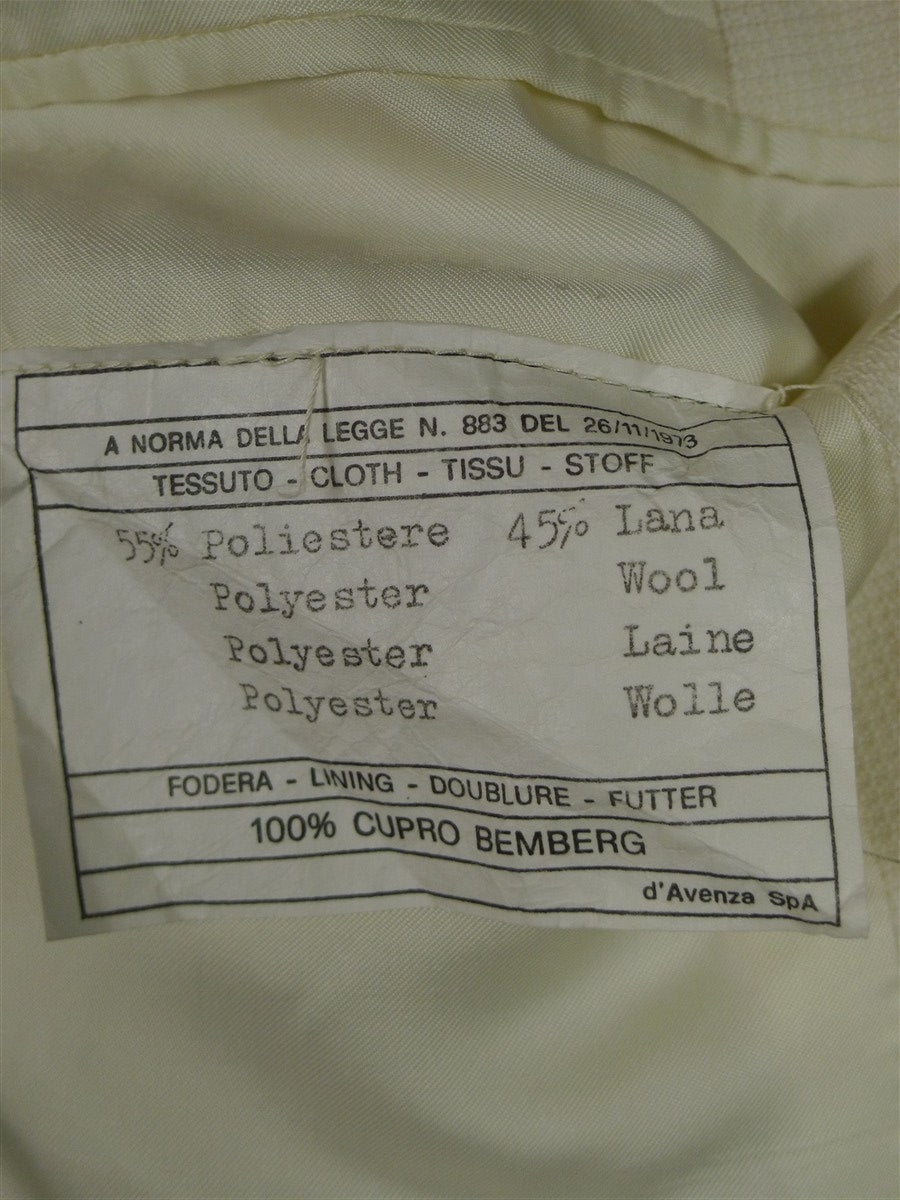 A NORMA DELLA LEGGE N. 883 DEL 26/11/1973
TESSUTO - CLOTH - TISSU - STOFF
55% Poliestere 45% Lana
Polyester Wool
Polyester Laine
Polyester Wolle
FODERA - LINING - DOUBLURE - FUTTER
100% CUPRO BEMBERG
d'Avenza SpA